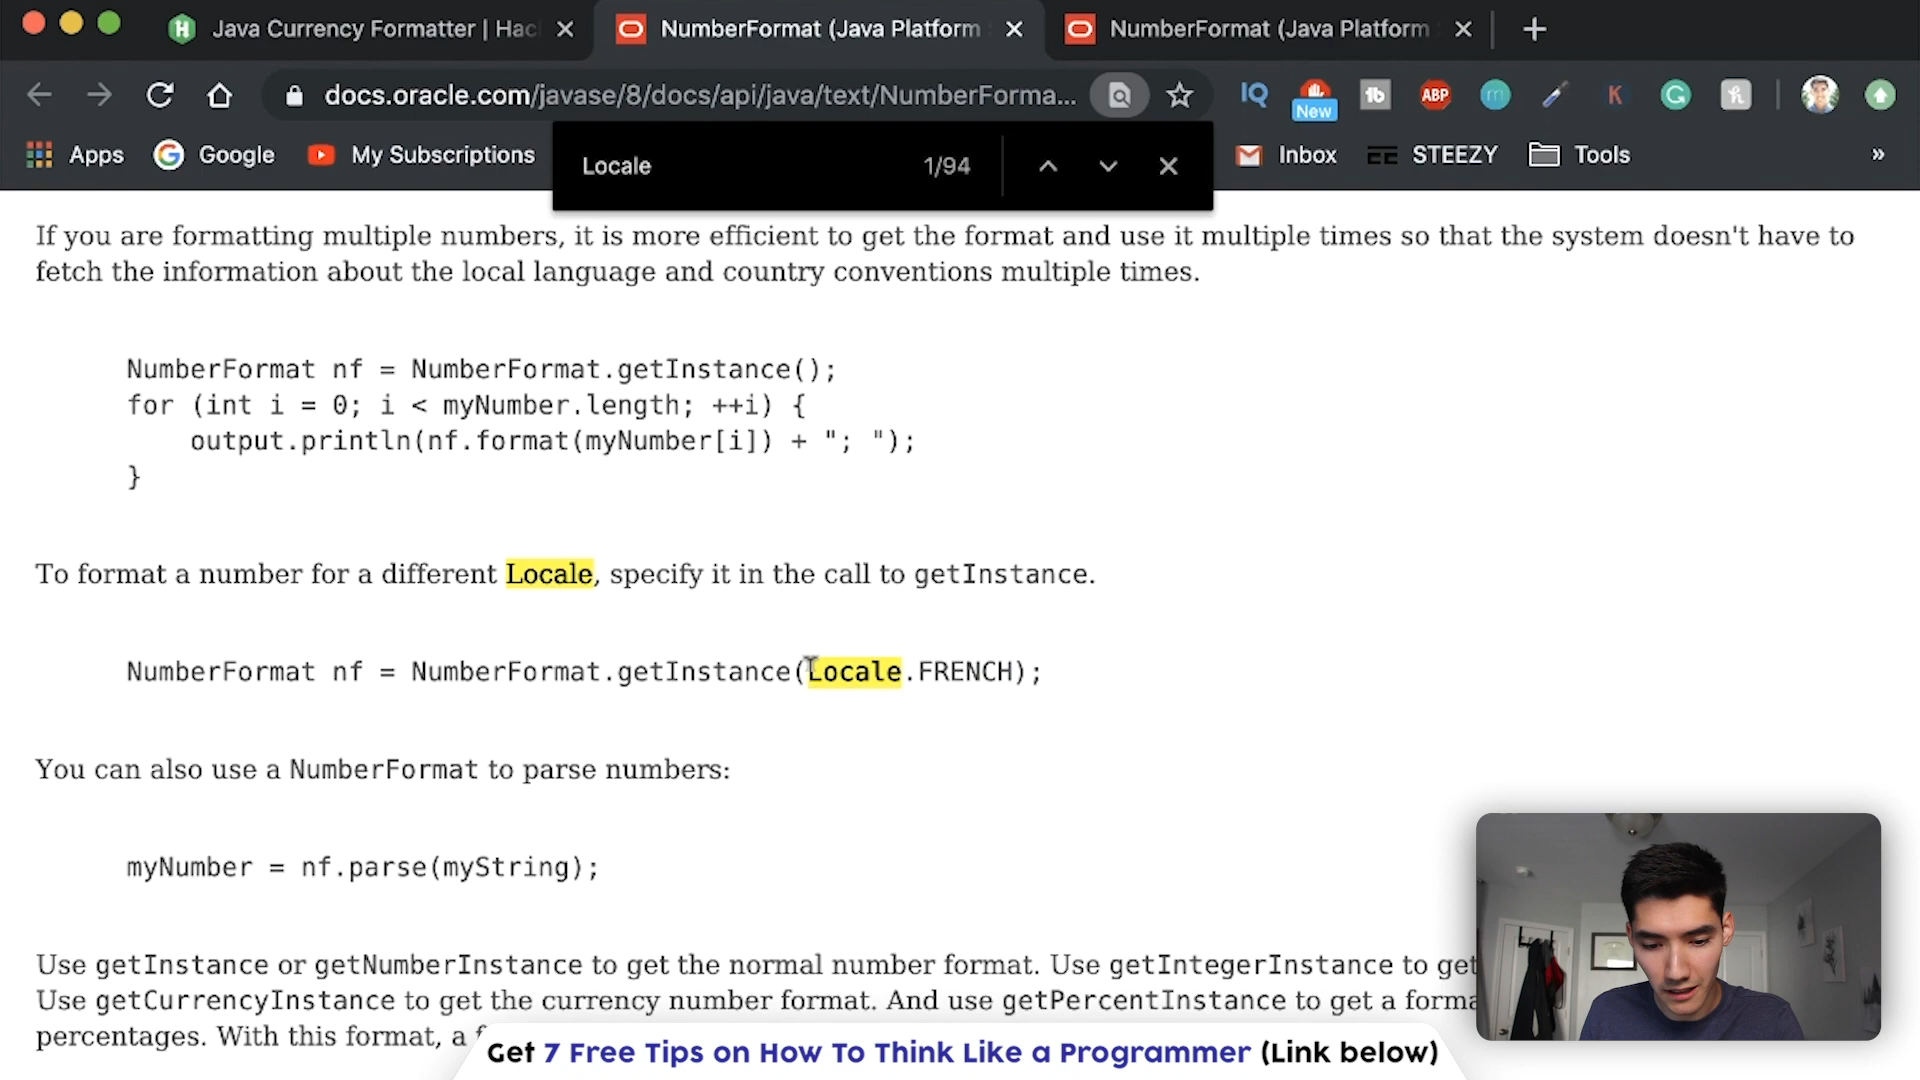 Java Currency Formatter | Hac
NumberFormat (Java Platform
NumberFormat (Java Platform
docs.oracle.com/javase/8/docs/api/java/text/NumberForma...
IQ
New
tb
ABP
m
K
Apps
Google
My Subscriptions
Locale
1/94
Inbox
STEEZY
Tools
»
If you are formatting multiple numbers, it is more efficient to get the format and use it multiple times so that the system doesn't have to
fetch the information about the local language and country conventions multiple times.
NumberFormat nf = NumberFormat.getInstance();
for (int i = 0; i < myNumber.length; ++i) {
output.println(nf.format(myNumber[i]) + "; ");
}
To format a number for a different Locale, specify it in the call to getInstance.
NumberFormat nf = NumberFormat.getInstance(Locale.FRENCH);
You can also use a NumberFormat to parse numbers:
myNumber = nf.parse(myString);
Use getInstance or getNumberInstance to get the normal number format. Use getIntegerInstance to get
Use getCurrencyInstance to get the currency number format. And use getPercentInstance to get a forma
percentages. With this format, a f
Get 7 Free Tips on How To Think Like a Programmer (Link below)